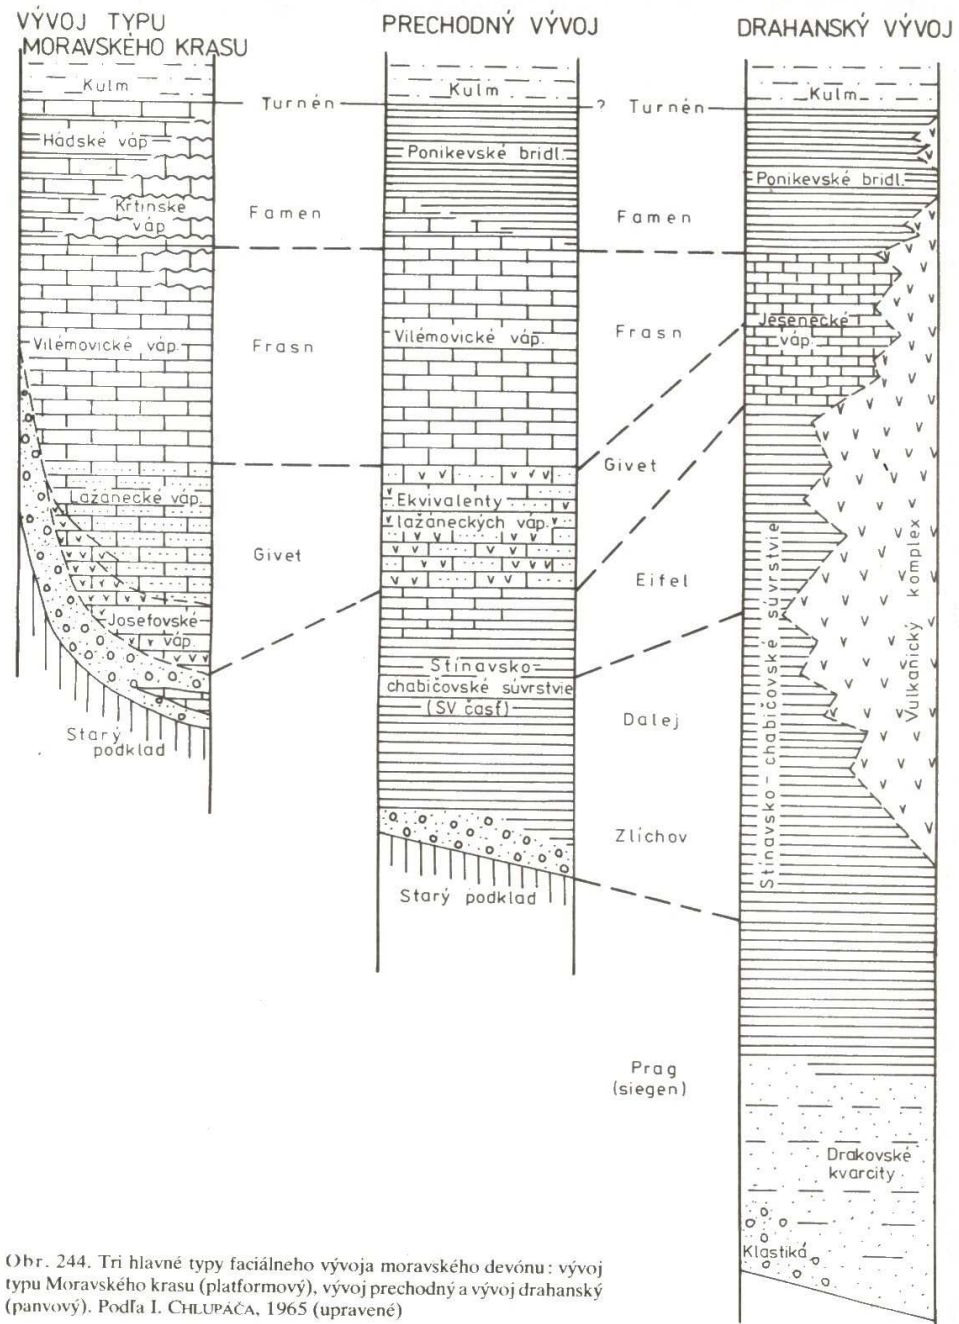 VÝVOJ TYPU
MORAVSKÉHO KRASU
Kulm
Hádské váp.
Křtinské
váp.
Vilémovické váp.
Lažánecké váp.
Josefovské
váp.
Starý
podklad
Turnén
Famen
Frasn
Givet
PRECHODNÝ VÝVOJ
Kulm
Ponikevské bridl.
Vilémovické váp.
Ekvivalenty
lažáneckých váp.
Stínavsko-
chabičovské súvrstvie
(SV časť)
Starý podklad
? Turnén
Famen
Frasn
Givet
Eifel
Dalej
Zlíchov
Prag
(siegen)
DRAHANSKÝ VÝVOJ
Kulm
Ponikevské bridl.
Jesenecké
váp.
Stínavsko-chabičovské súvrstvie
Vulkanický komplex
Drakovské
kvarcity
Klastiká
Obr. 244. Tri hlavné typy faciálneho vývoja moravského devónu: vývoj
typu Moravského krasu (platformový), vývoj prechodný a vývoj drahanský
(panvový). Podľa I. CHLUPÁČA, 1965 (upravené)